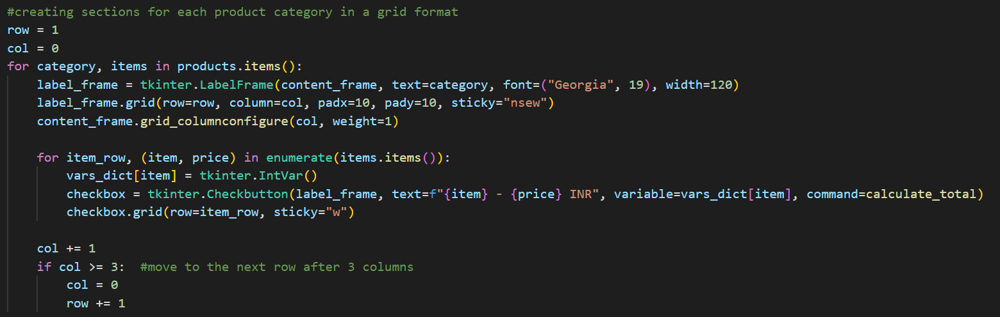 #creating sections for each product category in a grid format
row = 1
col = 0
for category, items in products.items():
    label_frame = tkinter.LabelFrame(content_frame, text=category, font=("Georgia", 19), width=120)
    label_frame.grid(row=row, column=col, padx=10, pady=10, sticky="nsew")
    content_frame.grid_columnconfigure(col, weight=1)

    for item_row, (item, price) in enumerate(items.items()):
        vars_dict[item] = tkinter.IntVar()
        checkbox = tkinter.Checkbutton(label_frame, text=f"{item} - {price} INR", variable=vars_dict[item], command=calculate_total)
        checkbox.grid(row=item_row, sticky="w")

    col += 1
    if col >= 3:  #move to the next row after 3 columns
        col = 0
        row += 1